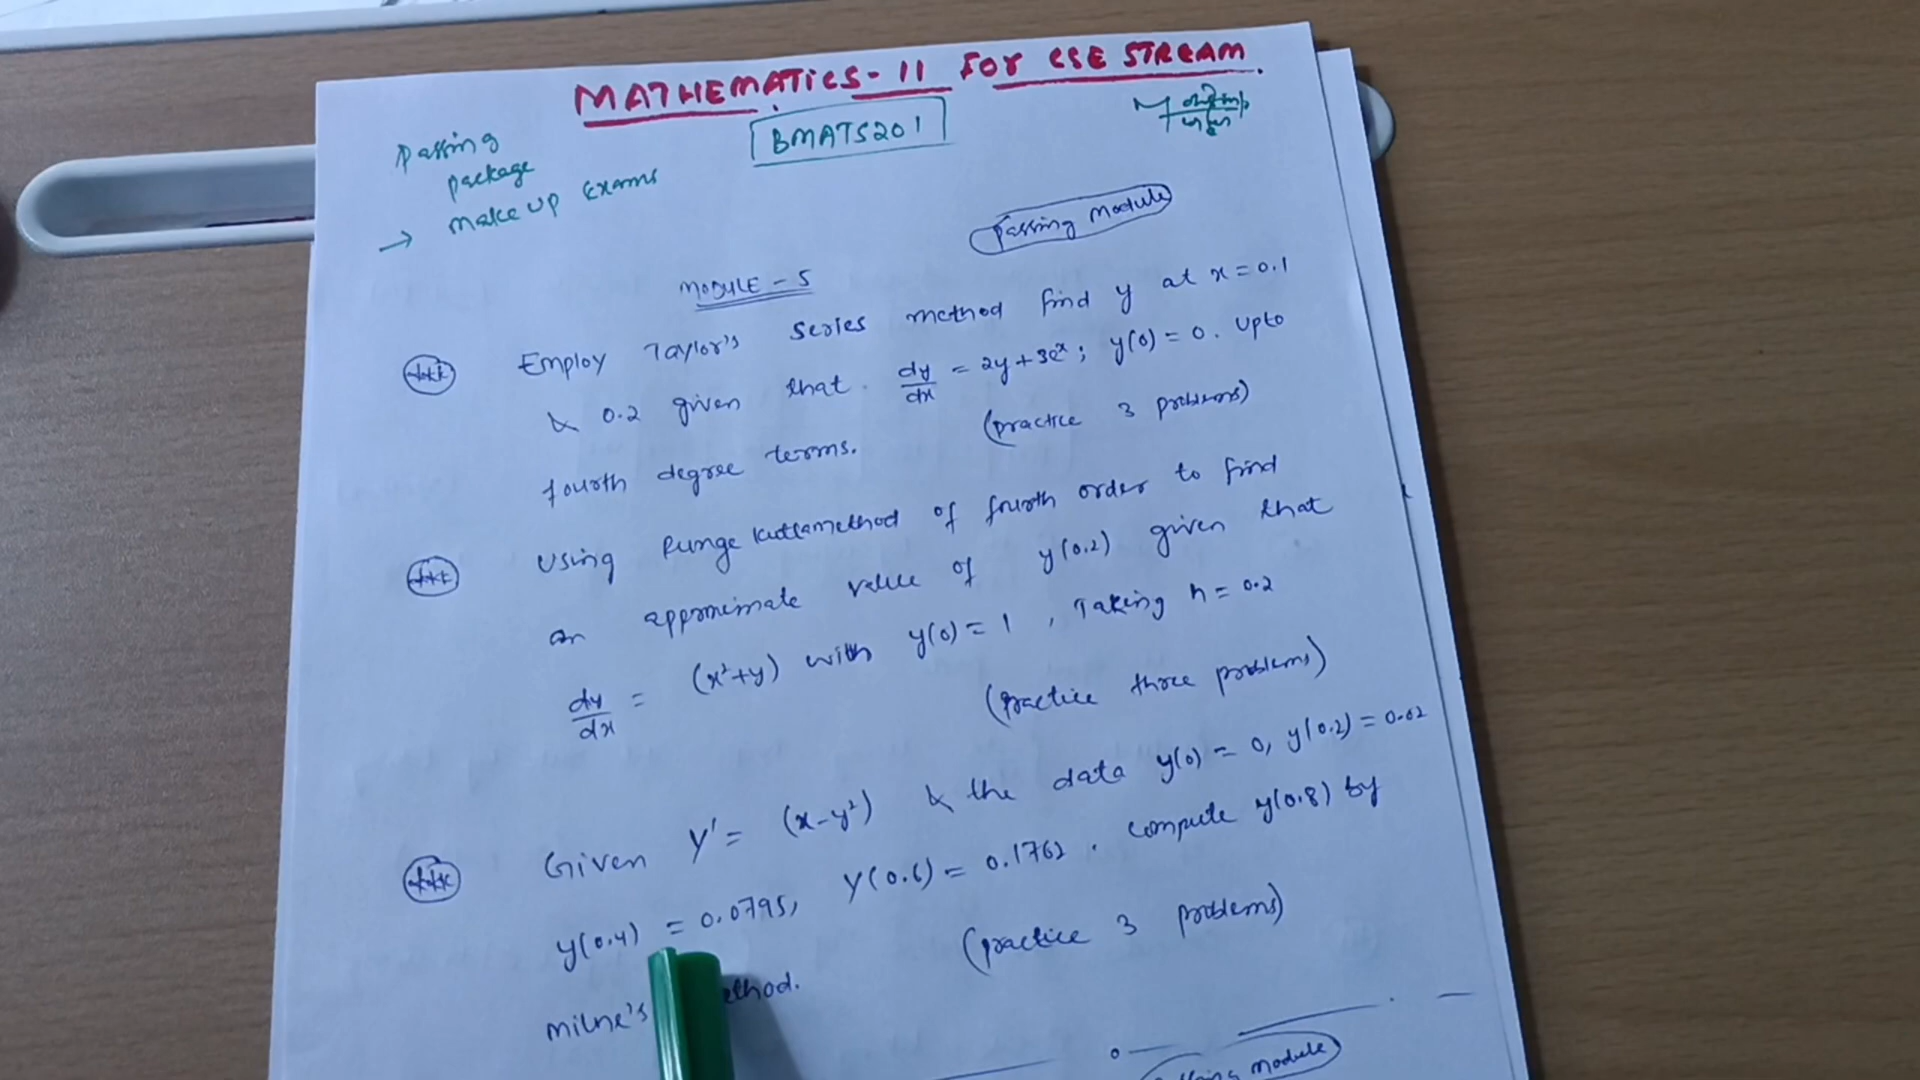 MATHEMATICS-II FOR CSE STREAM.
BMATS201
Passing
package
→ make up Exams
Passing Module
MODULE - 5
Employ Taylor's series method find y at x = 0.1
& 0.2 given that dy/dx = 2y + 3eˣ ; y(0) = 0. upto
fourth degree terms. (practice 3 problems)
Using Runge kutta method of fourth order to find
an approximate value of y(0.2) given that
dy/dx = (x²+y) with y(0) = 1 , Taking h = 0.2
(practice three problems)
Given y' = (x-y²) & the data y(0) = 0, y(0.2) = 0.02
y(0.4) = 0.0795, y(0.6) = 0.1762 . compute y(0.8) by
milne's method. (practice 3 problems)
module